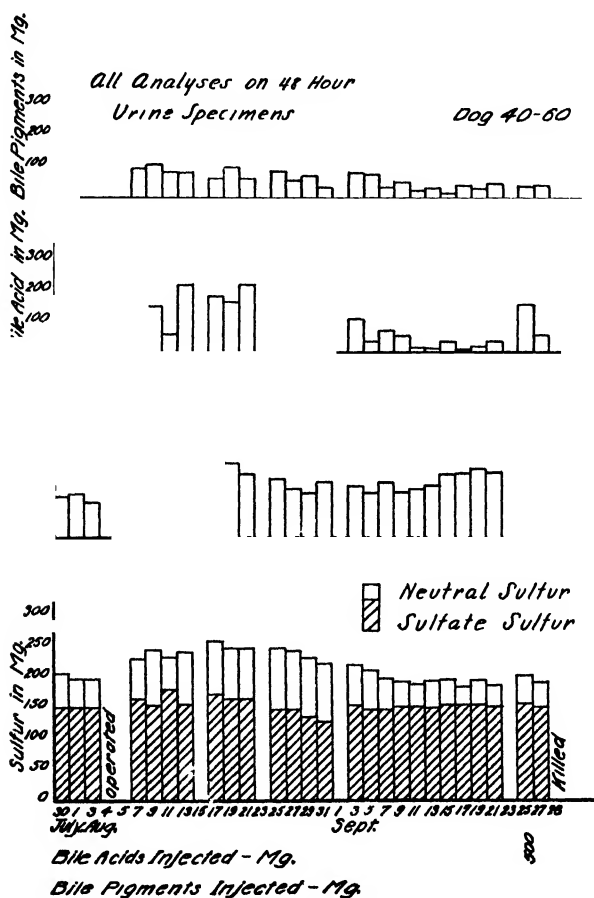 Bile Pigments in Mg.
All Analyses on 48 Hour
Urine Specimens
Dog 40-60
300
200
100
ile Acid in Mg.
300
200
100
Neutral Sulfur
Sulfate Sulfur
Sulfur in Mg.
300
250
200
150
100
50
0
operated
Killed
30 1 3 4 5 7 9 11 13 15 17 19 21 23 25 27 29 31 1 3 5 7 9 11 13 15 17 19 21 23 25 27 28
July Aug. Sept.
Bile Acids Injected - Mg.
500
Bile Pigments Injected - Mg.